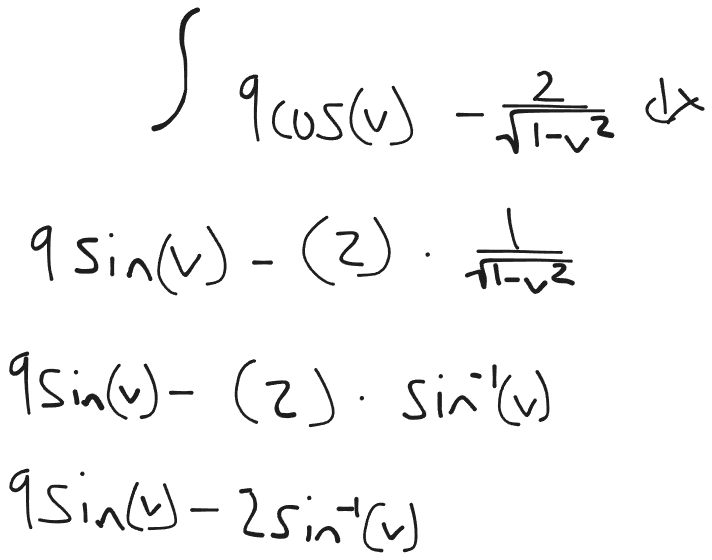 ∫ 9cos(v) - 2/√(1-v²) dx
9sin(v) - (2) · 1/√(1-v²)
9sin(v) - (2) · sin⁻¹(v)
9sin(v) - 2sin⁻¹(v)